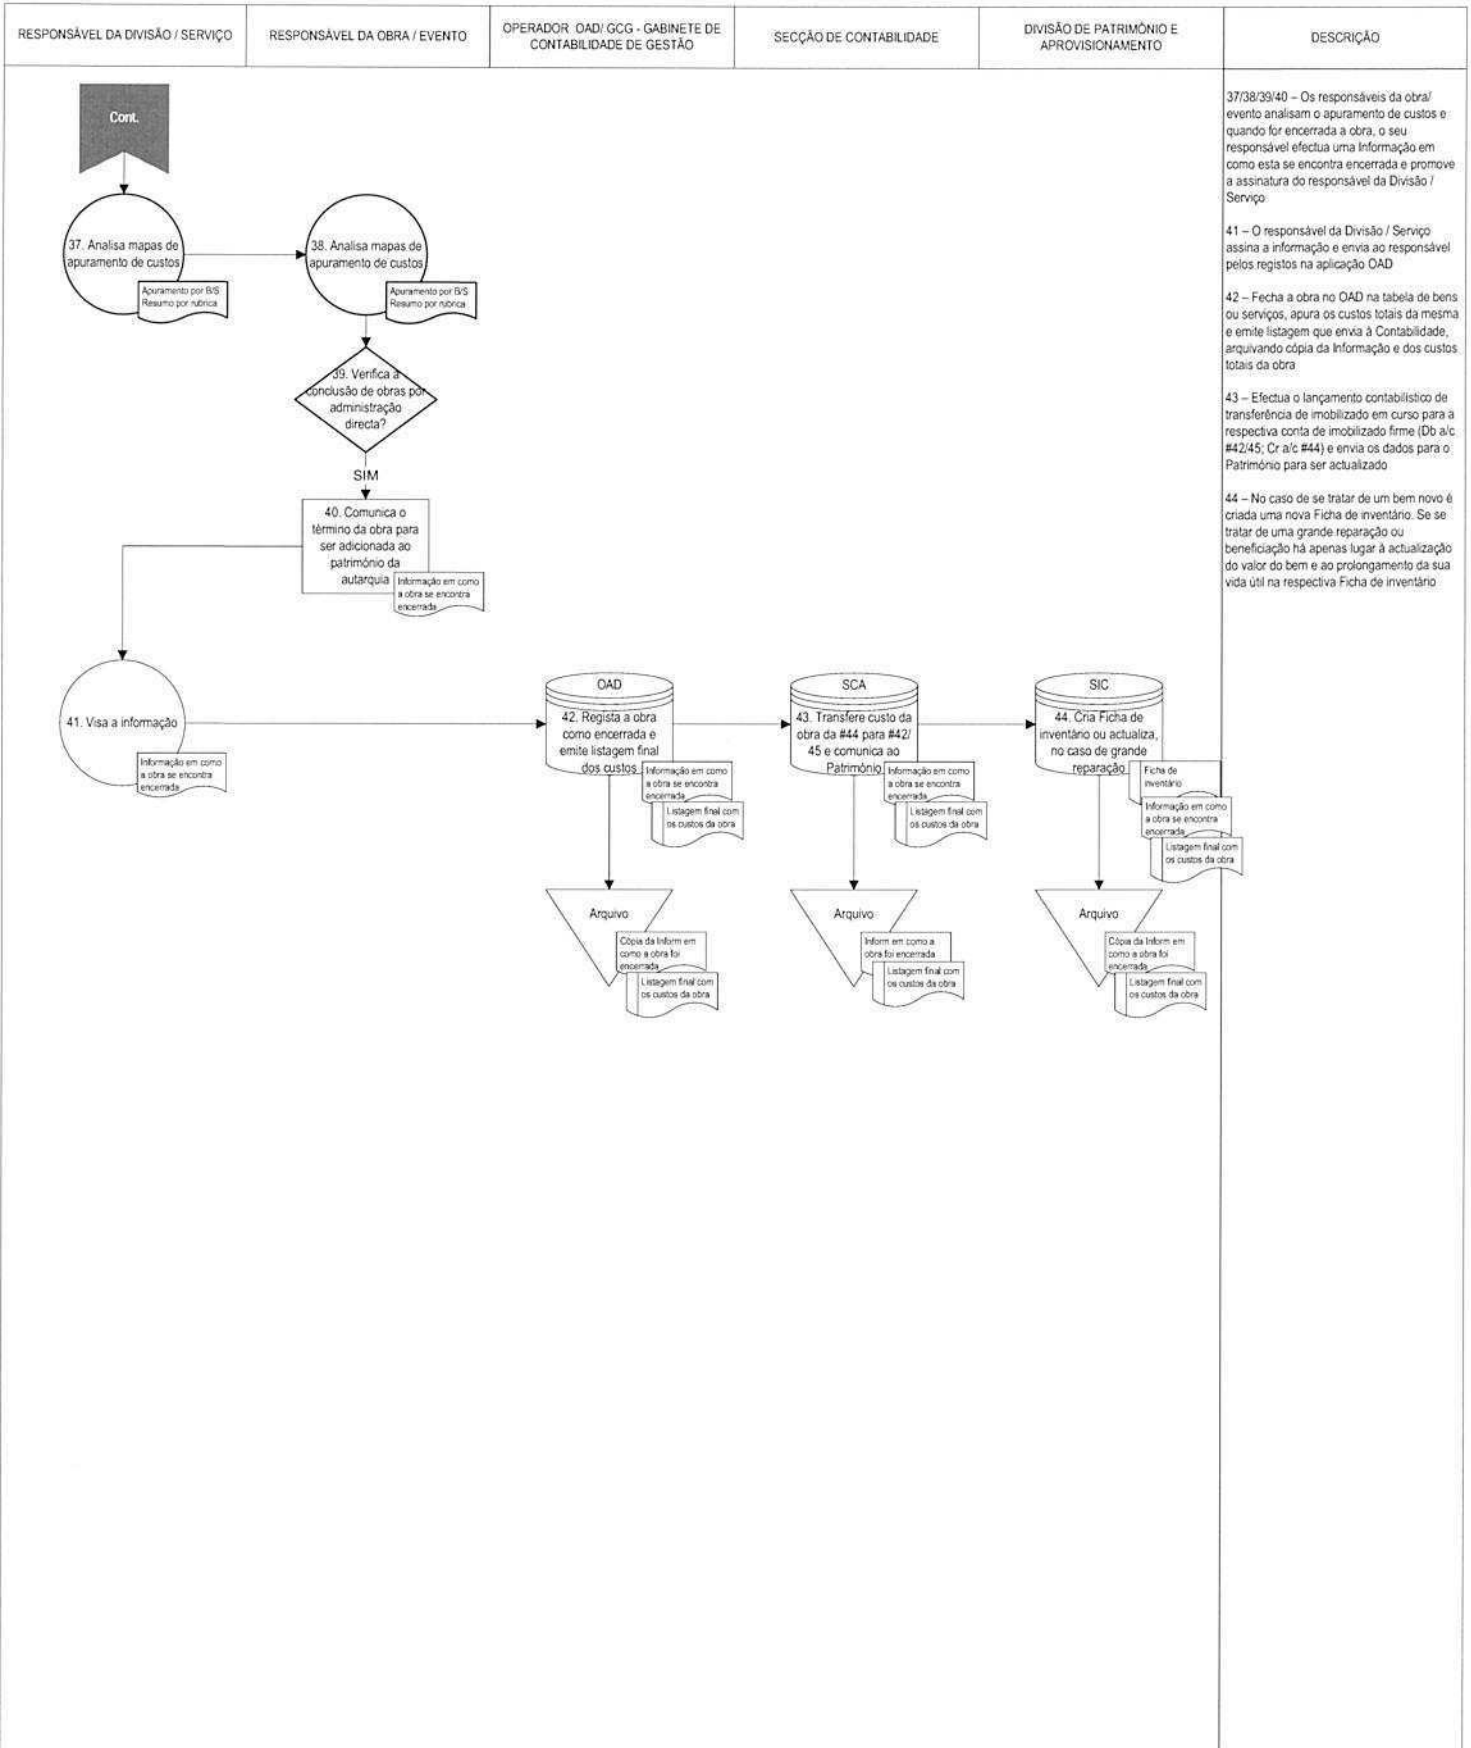 RESPONSÁVEL DA DIVISÃO / SERVIÇO
RESPONSÁVEL DA OBRA / EVENTO
OPERADOR OAD/ GCG - GABINETE DE
CONTABILIDADE DE GESTÃO
SECÇÃO DE CONTABILIDADE
DIVISÃO DE PATRIMÓNIO E
APROVISIONAMENTO
DESCRIÇÃO
Cont.
37. Analisa mapas de
apuramento de custos
Apuramento por B/S
Resumo por rubrica
38. Analisa mapas de
apuramento de custos
Apuramento por B/S
Resumo por rubrica
39. Verifica a
conclusão de obras por
administração
directa?
SIM
40. Comunica o
término da obra para
ser adicionada ao
património da
autarquia
Informação em como
a obra se encontra
encerrada
41. Visa a informação
Informação em como
a obra se encontra
encerrada
OAD
42. Regista a obra
como encerrada e
emite listagem final
dos custos
Informação em como
a obra se encontra
encerrada
Listagem final com
os custos da obra
SCA
43. Transfere custo da
obra da #44 para #42/
45 e comunica ao
Património
Informação em como
a obra se encontra
encerrada
Listagem final com
os custos da obra
SIC
44. Cria Ficha de
inventário ou actualiza,
no caso de grande
reparação
Ficha de
inventário
Informação em como
a obra se encontra
encerrada
Listagem final com
os custos da obra
Arquivo
Cópia da Inform em
como a obra foi
encerrada
Listagem final com
os custos da obra
Arquivo
Inform em como a
obra foi encerrada
Listagem final com
os custos da obra
Arquivo
Cópia da Inform em
como a obra foi
encerrada
Listagem final com
os custos da obra
37/38/39/40 – Os responsáveis da obra/
evento analisam o apuramento de custos e
quando for encerrada a obra, o seu
responsável efectua uma Informação em
como esta se encontra encerrada e promove
a assinatura do responsável da Divisão /
Serviço
41 – O responsável da Divisão / Serviço
assina a informação e envia ao responsável
pelos registos na aplicação OAD
42 – Fecha a obra no OAD na tabela de bens
ou serviços, apura os custos totais da mesma
e emite listagem que envia à Contabilidade,
arquivando cópia da Informação e dos custos
totais da obra
43 – Efectua o lançamento contabilístico de
transferência de imobilizado em curso para a
respectiva conta de imobilizado firme (Db a/c
#42/45; Cr a/c #44) e envia os dados para o
Património para ser actualizado
44 – No caso de se tratar de um bem novo é
criada uma nova Ficha de inventário. Se se
tratar de uma grande reparação ou
beneficiação há apenas lugar à actualização
do valor do bem e ao prolongamento da sua
vida útil na respectiva Ficha de inventário